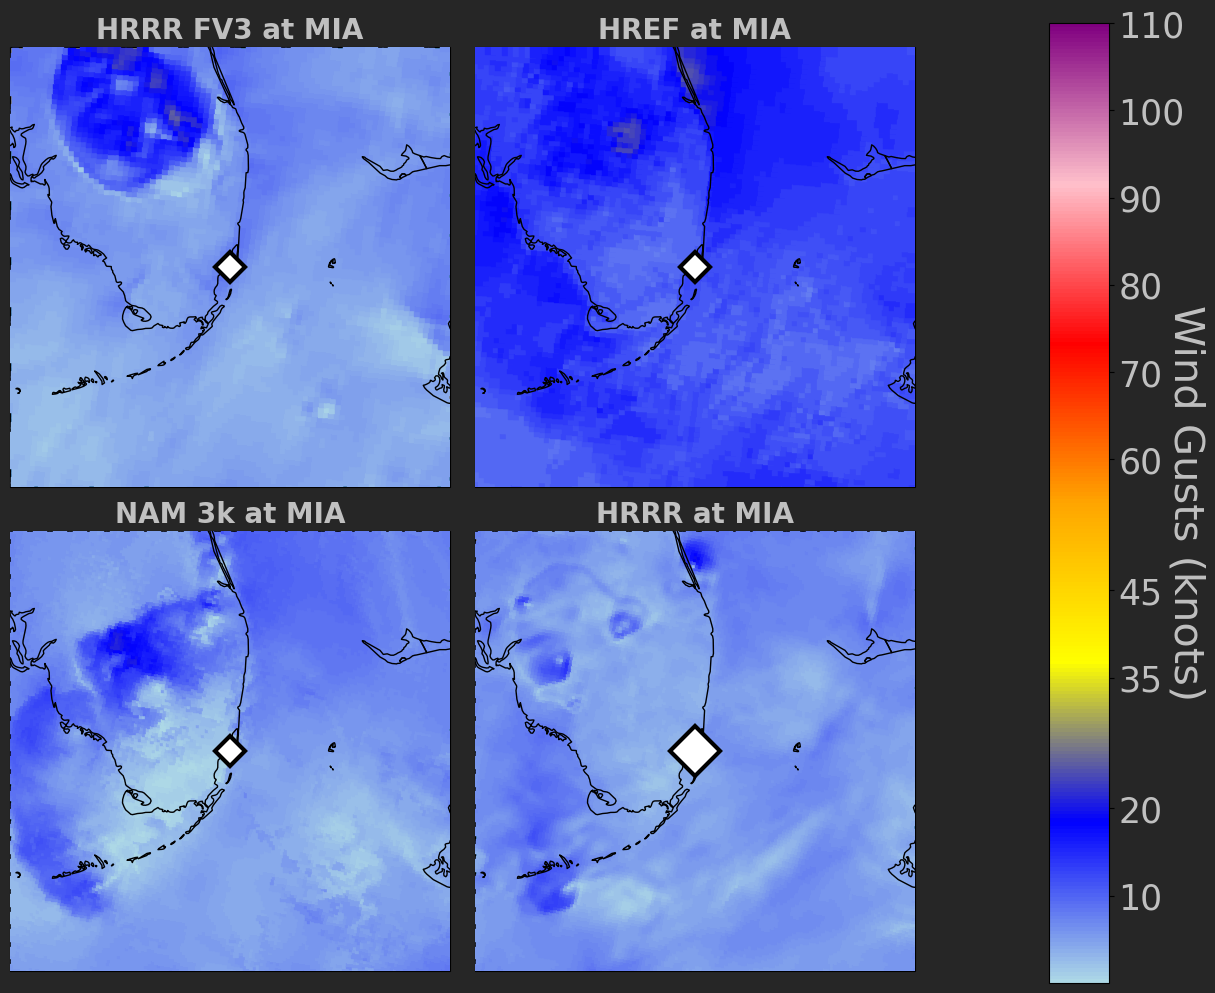 HRRR FV3 at MIA
HREF at MIA
NAM 3k at MIA
HRRR at MIA
110
100
90
80
70
60
45
35
20
10
Wind Gusts (knots)